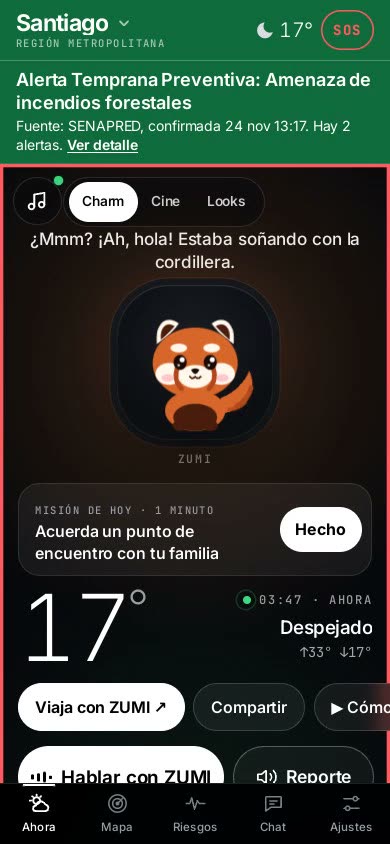 Santiago
17°
SOS
REGIÓN METROPOLITANA
Alerta Temprana Preventiva: Amenaza de
incendios forestales
Fuente: SENAPRED, confirmada 24 nov 13:17. Hay 2
alertas. Ver detalle
Charm
Cine
Looks
¿Mmm? ¡Ah, hola! Estaba soñando con la
cordillera.
ZUMI
MISIÓN DE HOY · 1 MINUTO
Acuerda un punto de
encuentro con tu familia
Hecho
17°
03:47 · AHORA
Despejado
↑33° ↓17°
Viaja con ZUMI ↗
Compartir
▶ Cómo
Hablar con ZUMI
Reporte
Ahora
Mapa
Riesgos
Chat
Ajustes